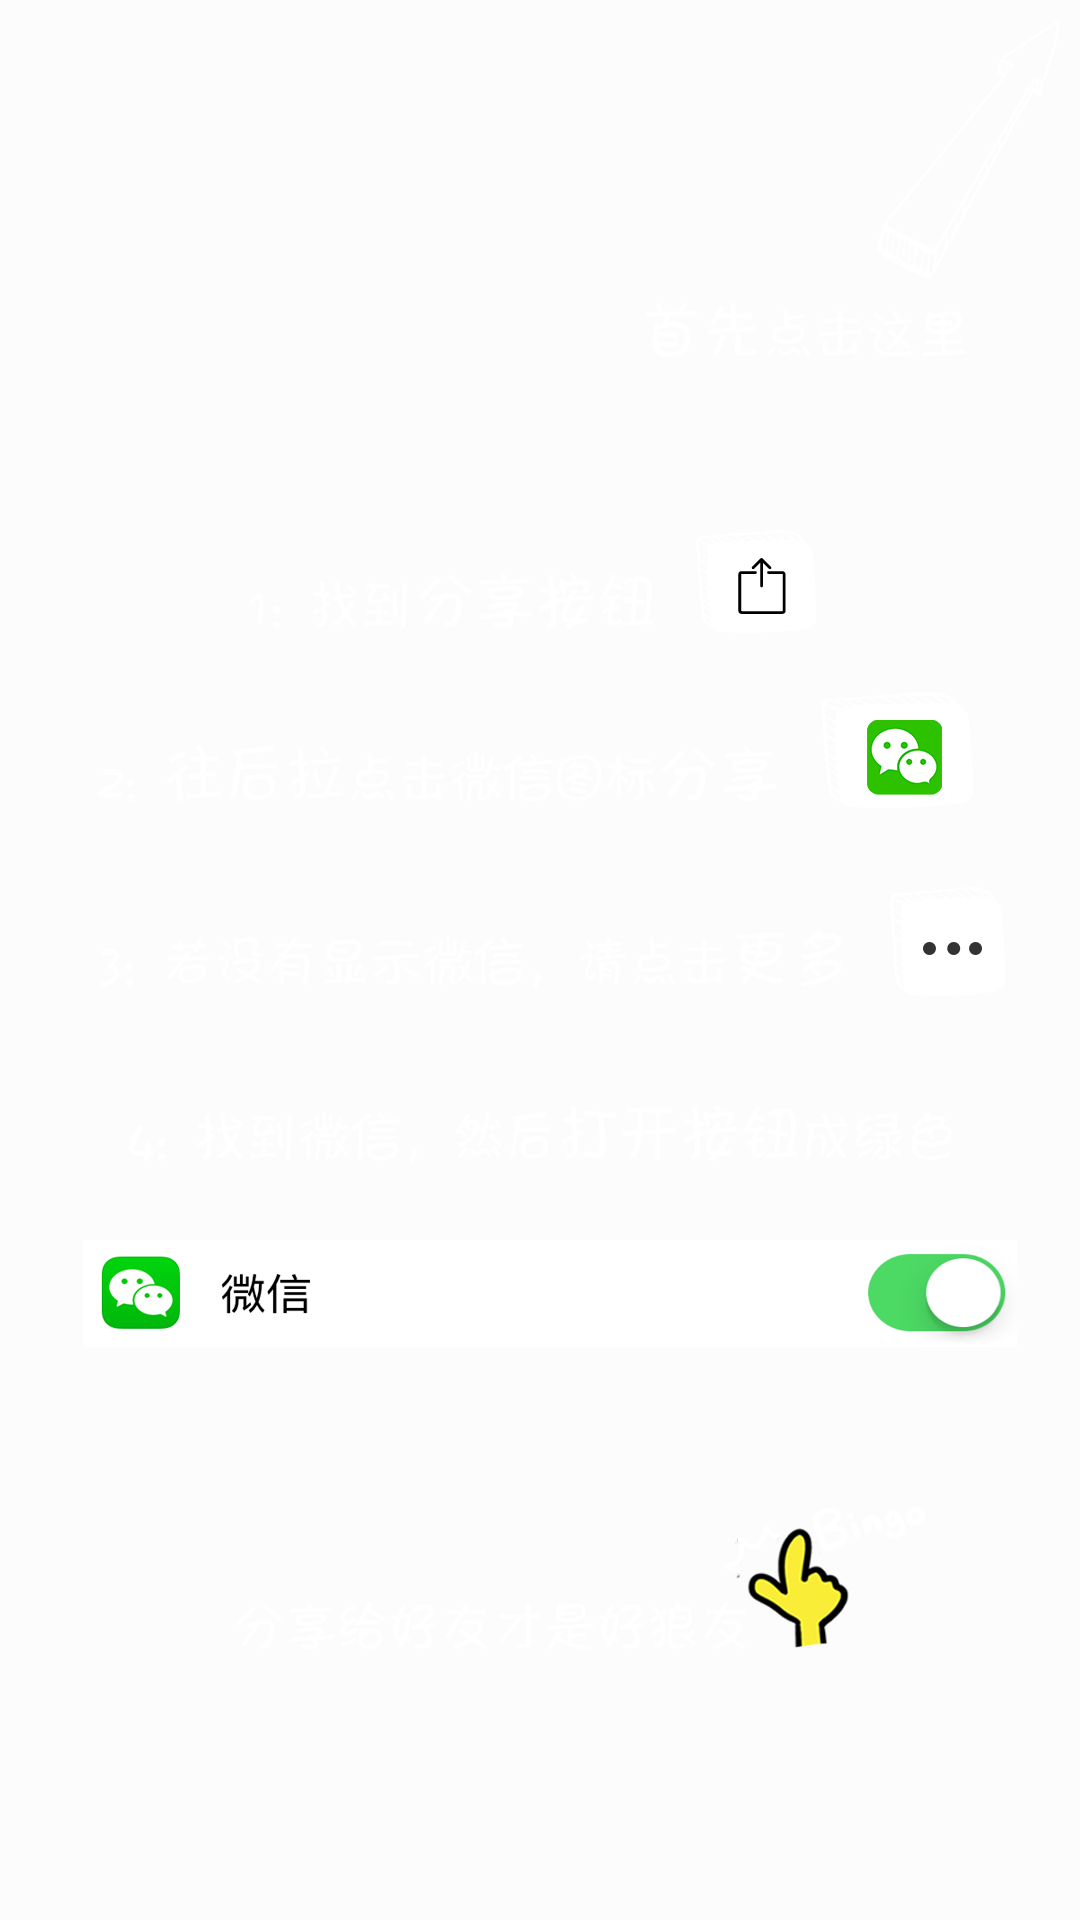 首先点击这里
1: 找到分享按钮
2: 往后拉点击微信图标分享
3: 若没有显示微信，请点击更多
4: 找到微信，然后打开按钮成绿色
微信
Bingo
分享给好友才是好狼友